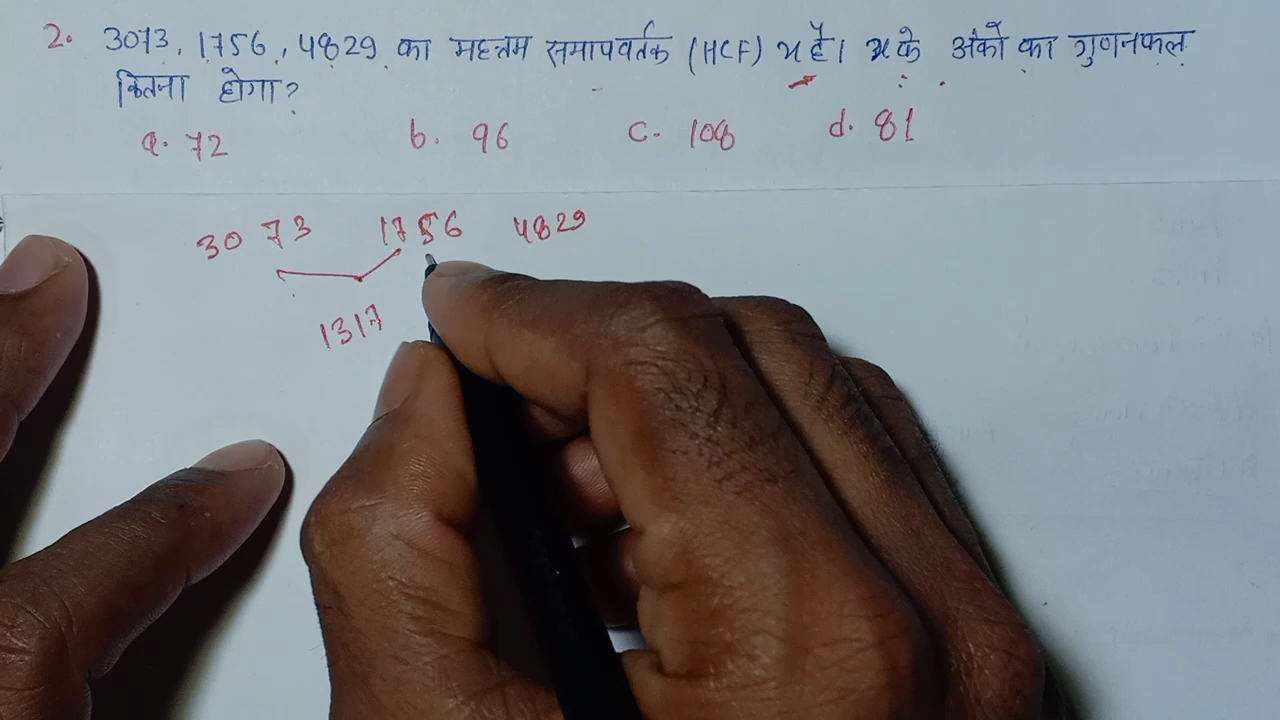 2. 3073, 1756, 4829 का महत्तम समापवर्तक (HCF) x है। x के अंको का गुणनफल
कितना होगा?
a. 72 b. 96 c. 108 d. 81
3073 1756 4829
1317